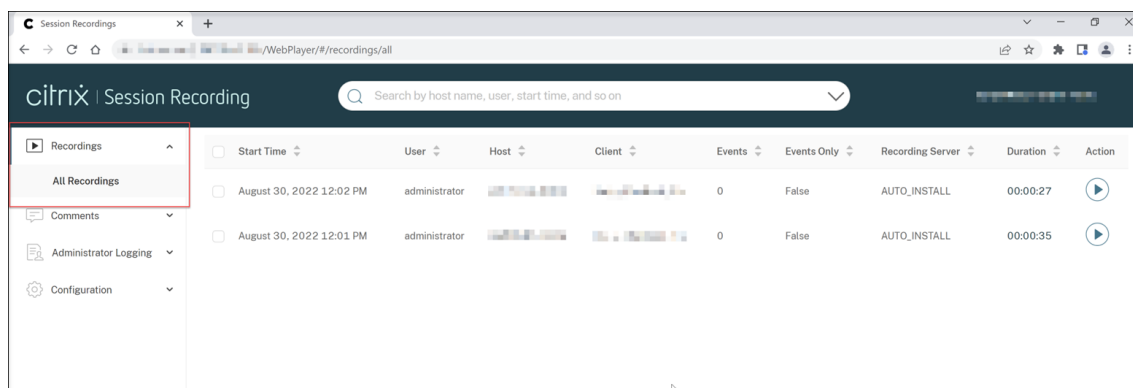 Session Recordings
/WebPlayer/#/recordings/all
citrix | Session Recording
Search by host name, user, start time, and so on
Recordings
All Recordings
Comments
Administrator Logging
Configuration
Start Time User Host Client Events Events Only Recording Server Duration Action
August 30, 2022 12:02 PM administrator 0 False AUTO_INSTALL 00:00:27
August 30, 2022 12:01 PM administrator 0 False AUTO_INSTALL 00:00:35